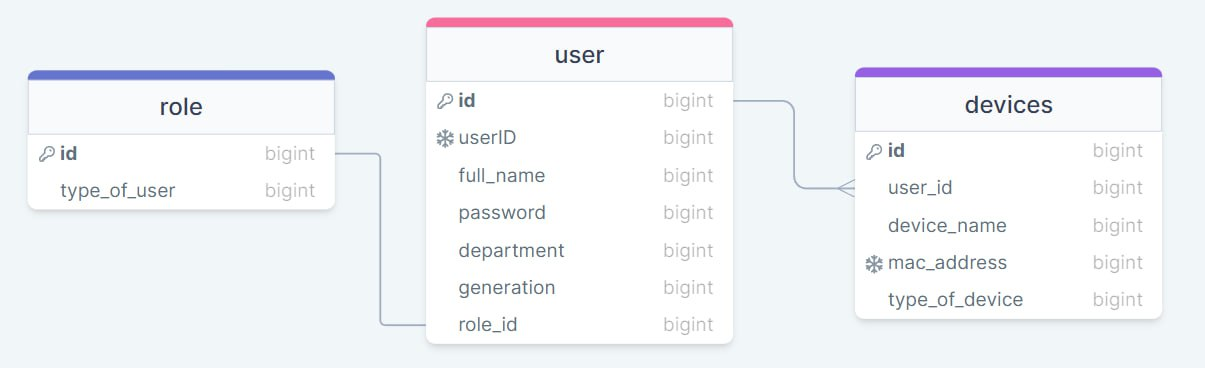 role
id bigint
type_of_user bigint
user
id bigint
userID bigint
full_name bigint
password bigint
department bigint
generation bigint
role_id bigint
devices
id bigint
user_id bigint
device_name bigint
mac_address bigint
type_of_device bigint